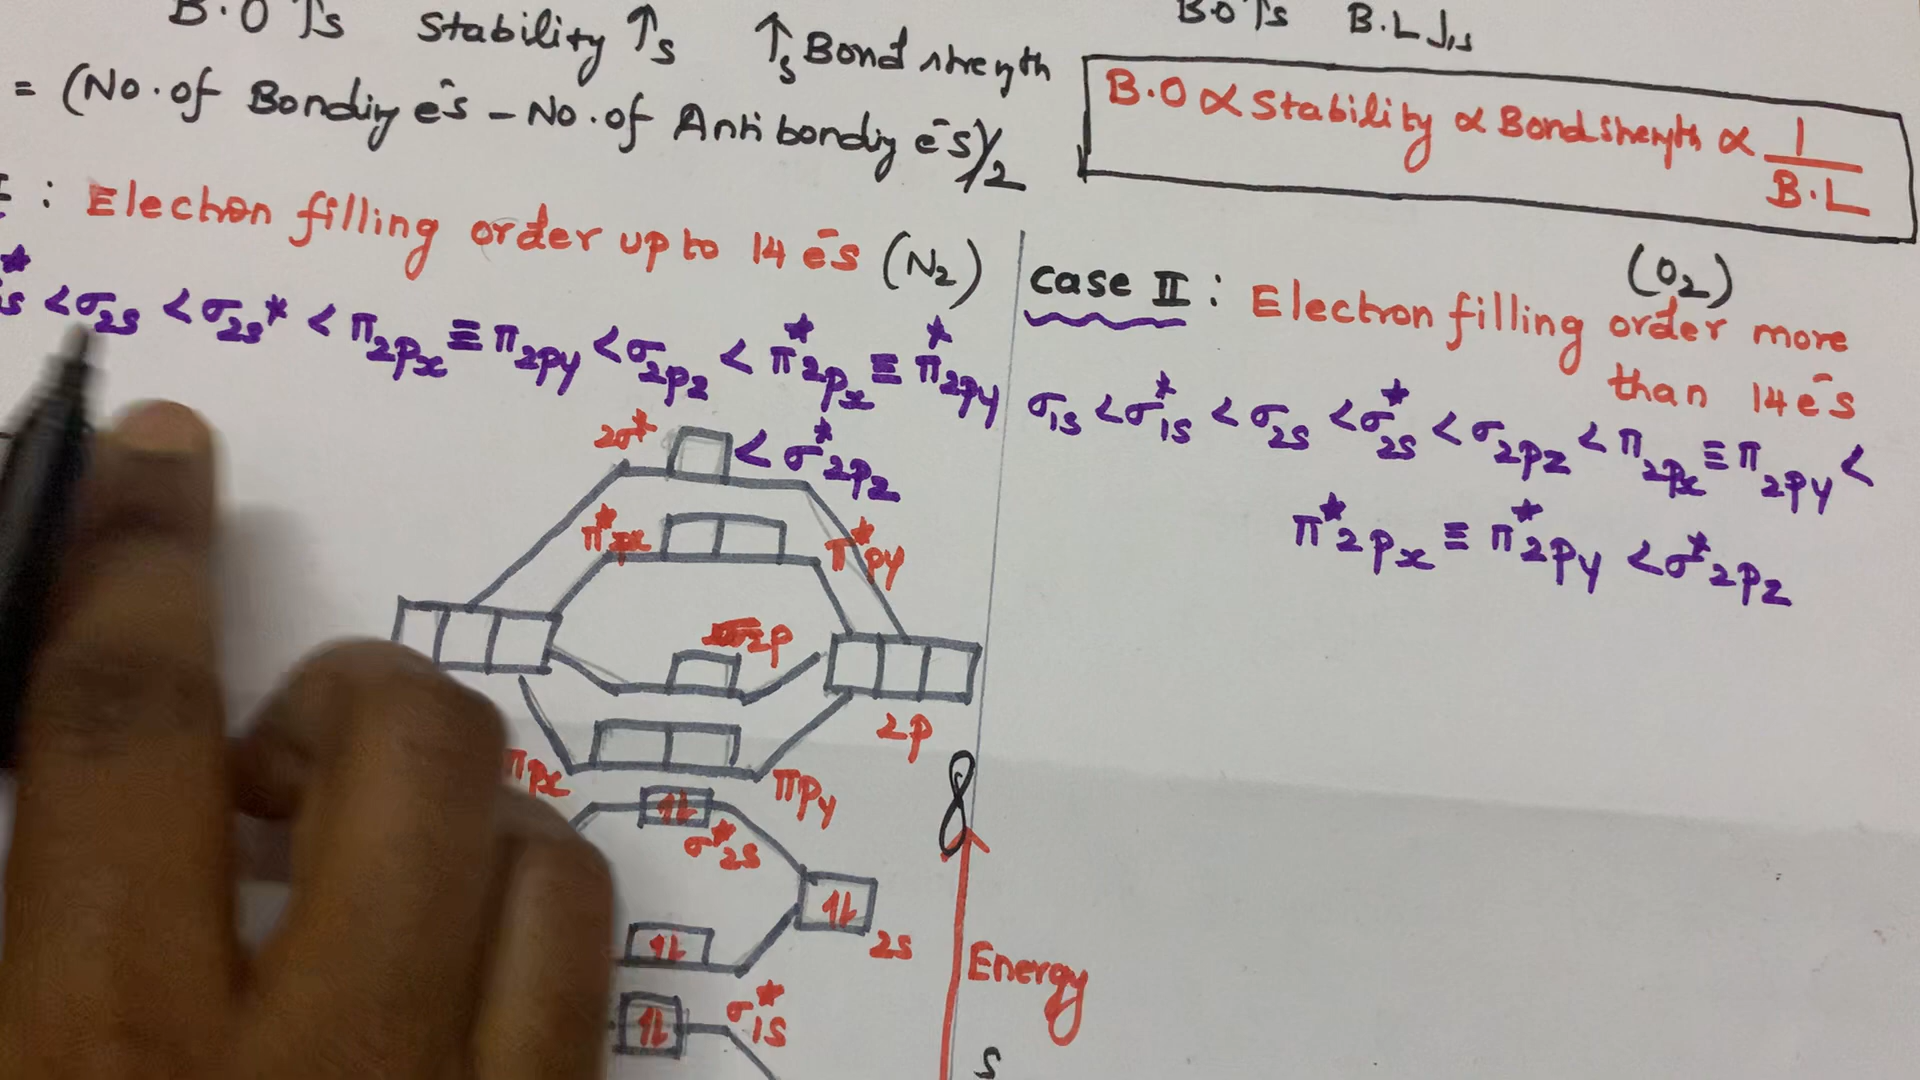 B.O ↑s Stability ↑s ↑s Bond strength
= (No. of Bonding e⁻s – No. of Anti bonding e⁻s)/2
B.O ↑s B.L ↓s
B.O ∝ Stability ∝ Bond strength ∝ 1/B.L
: Electron filling order up to 14 e⁻s (N₂)
< σ2s < σ2s* < π2px ≡ π2py < σ2pz < π*2px ≡ π*2py
< σ*2pz
(O₂)
Case II : Electron filling order more
than 14 e⁻s
σ1s < σ*1s < σ2s < σ*2s < σ2pz < π2px ≡ π2py <
π*2px ≡ π*2py < σ*2pz
2σ*
π*px π*py
2p
2p
πpx πpy
↑↓
σ*2s
↑↓
2s
↑↓
↑↓
σ*1s
8
Energy
S